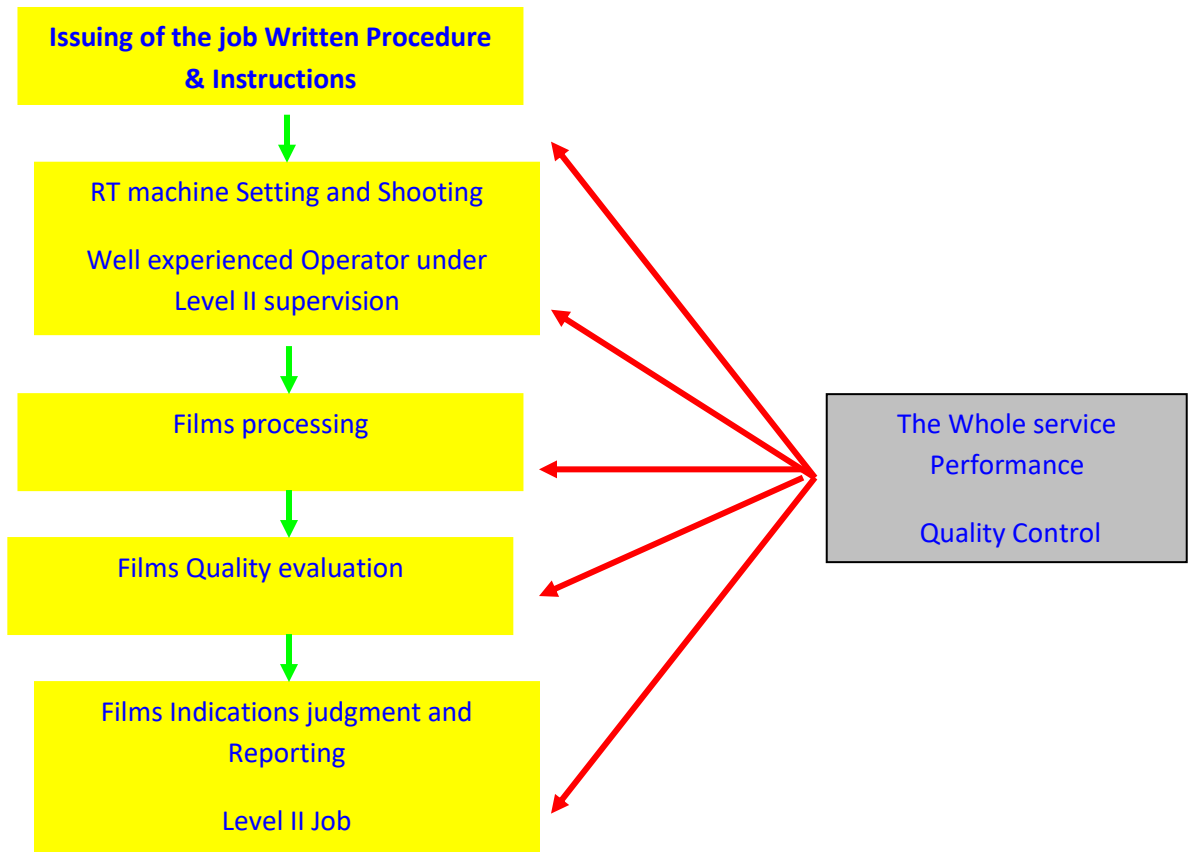 Issuing of the job Written Procedure
& Instructions
RT machine Setting and Shooting
Well experienced Operator under
Level II supervision
Films processing
Films Quality evaluation
Films Indications judgment and
Reporting
Level II Job
The Whole service
Performance
Quality Control